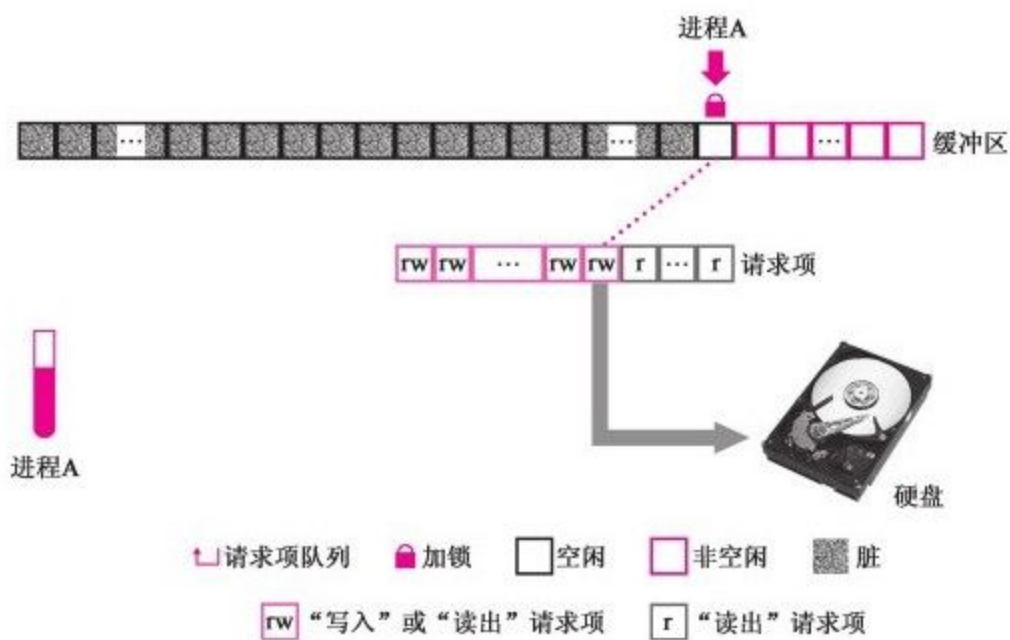 进程A
… … … 缓冲区
rw rw … rw rw r … r 请求项
进程A
硬盘
请求项队列 加锁 空闲 非空闲 脏
rw “写入”或“读出”请求项 r “读出”请求项